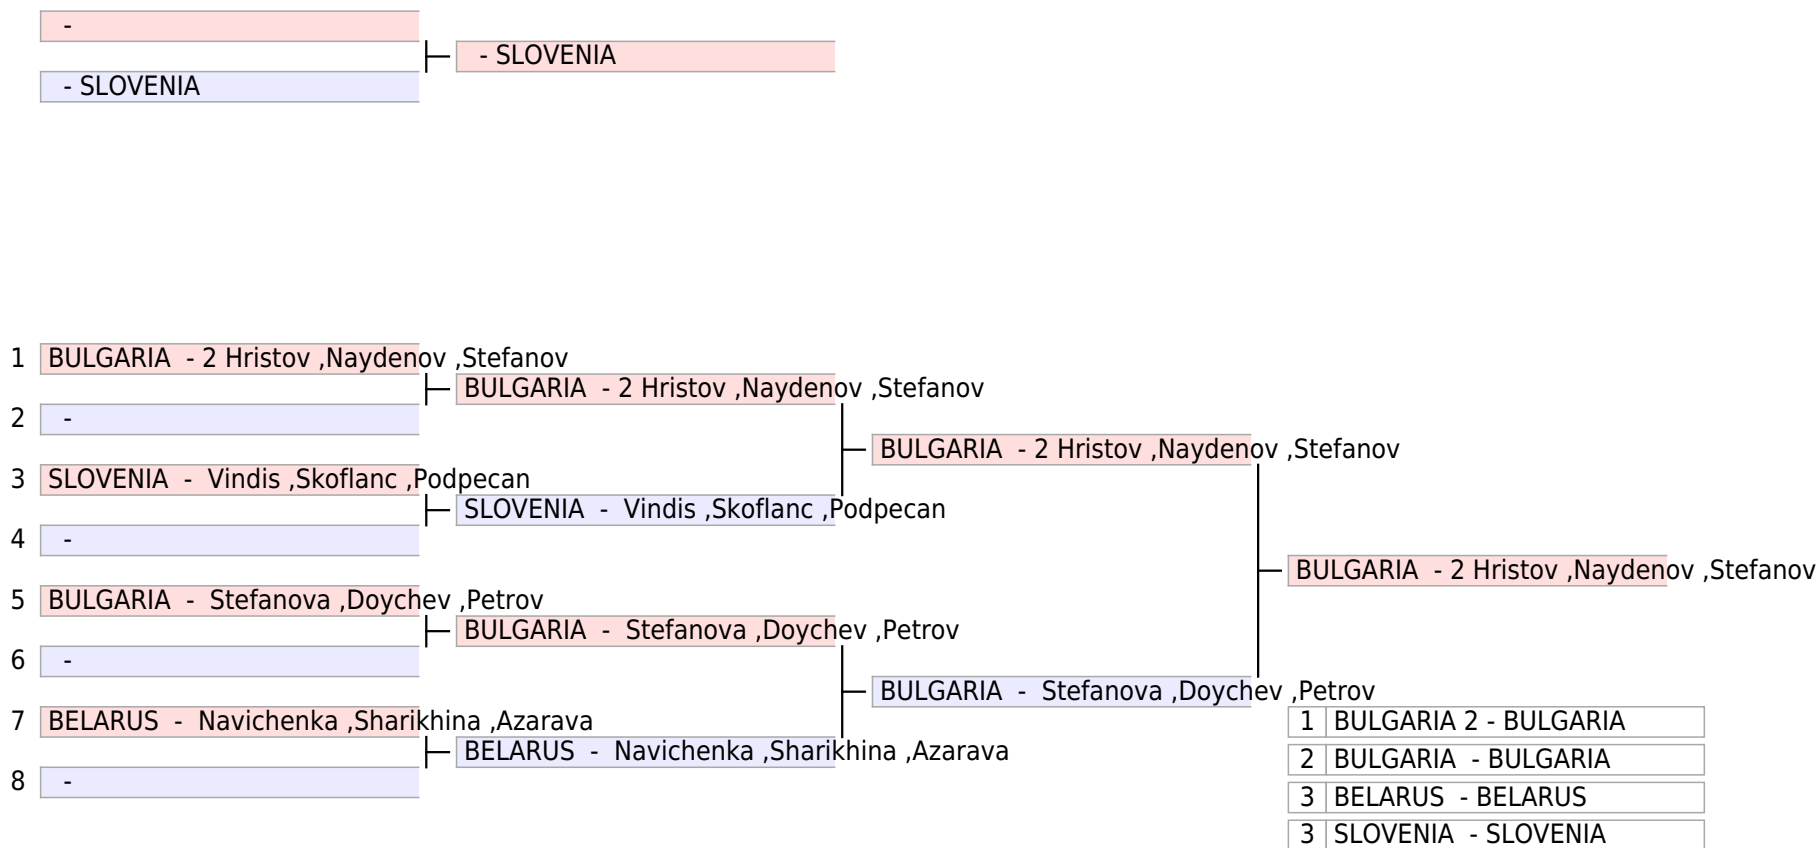 -
- SLOVENIA
- SLOVENIA
1 BULGARIA - 2 Hristov ,Naydenov ,Stefanov
BULGARIA - 2 Hristov ,Naydenov ,Stefanov
2 -
BULGARIA - 2 Hristov ,Naydenov ,Stefanov
3 SLOVENIA - Vindis ,Skoflanc ,Podpecan
SLOVENIA - Vindis ,Skoflanc ,Podpecan
4 -
BULGARIA - 2 Hristov ,Naydenov ,Stefanov
5 BULGARIA - Stefanova ,Doychev ,Petrov
BULGARIA - Stefanova ,Doychev ,Petrov
6 -
BULGARIA - Stefanova ,Doychev ,Petrov
7 BELARUS - Navichenka ,Sharikhina ,Azarava
BELARUS - Navichenka ,Sharikhina ,Azarava
8 -
1 BULGARIA 2 - BULGARIA
2 BULGARIA - BULGARIA
3 BELARUS - BELARUS
3 SLOVENIA - SLOVENIA